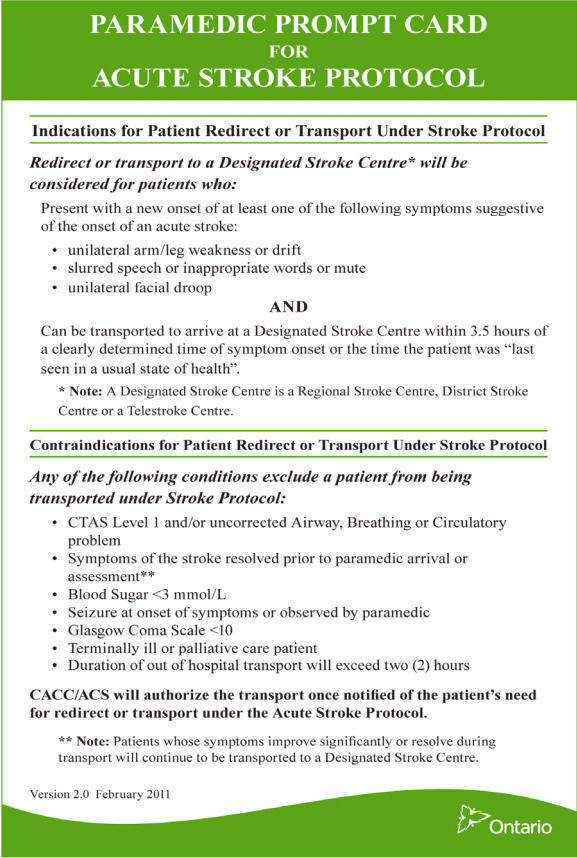 PARAMEDIC PROMPT CARD
FOR
ACUTE STROKE PROTOCOL
Indications for Patient Redirect or Transport Under Stroke Protocol
Redirect or transport to a Designated Stroke Centre* will be
considered for patients who:
Present with a new onset of at least one of the following symptoms suggestive
of the onset of an acute stroke:
• unilateral arm/leg weakness or drift
• slurred speech or inappropriate words or mute
• unilateral facial droop
AND
Can be transported to arrive at a Designated Stroke Centre within 3.5 hours of
a clearly determined time of symptom onset or the time the patient was “last
seen in a usual state of health”.
* Note: A Designated Stroke Centre is a Regional Stroke Centre, District Stroke
Centre or a Telestroke Centre.
Contraindications for Patient Redirect or Transport Under Stroke Protocol
Any of the following conditions exclude a patient from being
transported under Stroke Protocol:
• CTAS Level 1 and/or uncorrected Airway, Breathing or Circulatory
problem
• Symptoms of the stroke resolved prior to paramedic arrival or
assessment**
• Blood Sugar <3 mmol/L
• Seizure at onset of symptoms or observed by paramedic
• Glasgow Coma Scale <10
• Terminally ill or palliative care patient
• Duration of out of hospital transport will exceed two (2) hours
CACC/ACS will authorize the transport once notified of the patient’s need
for redirect or transport under the Acute Stroke Protocol.
** Note: Patients whose symptoms improve significantly or resolve during
transport will continue to be transported to a Designated Stroke Centre.
Version 2.0 February 2011
Ontario